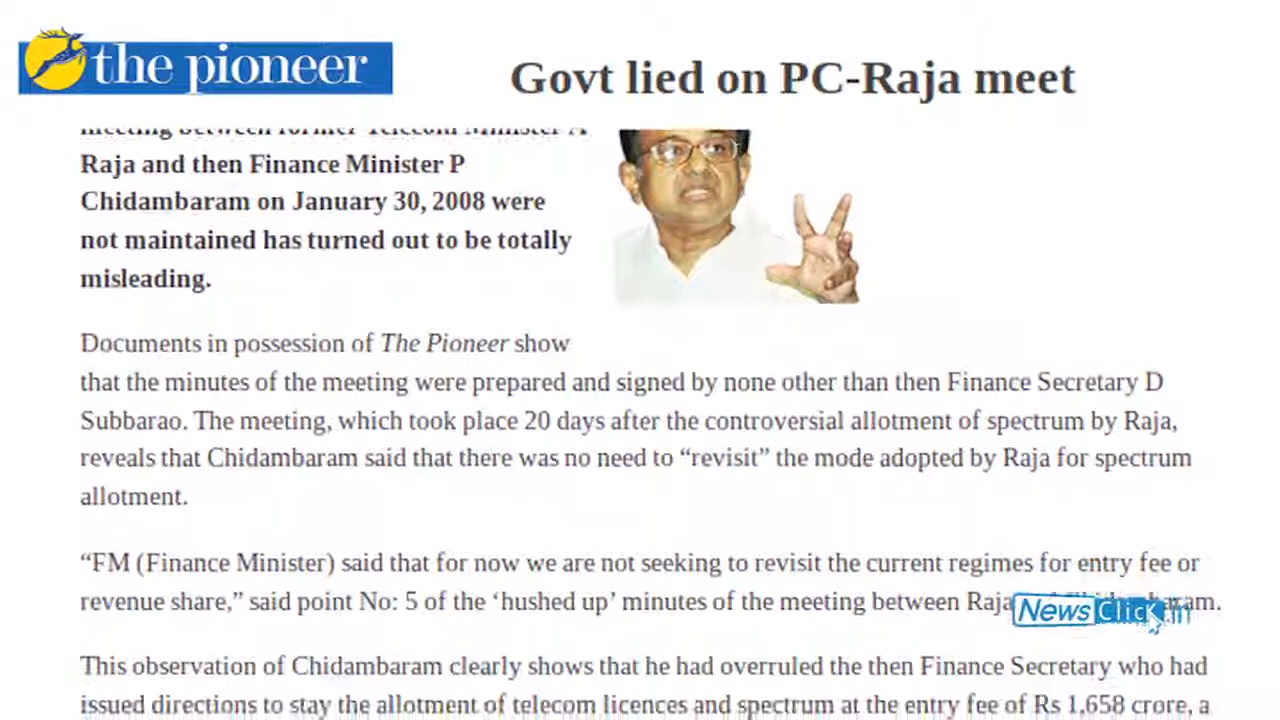 the pioneer
Govt lied on PC-Raja meet
meeting between former Telecom Minister A
Raja and then Finance Minister P
Chidambaram on January 30, 2008 were
not maintained has turned out to be totally
misleading.
Documents in possession of The Pioneer show
that the minutes of the meeting were prepared and signed by none other than then Finance Secretary D
Subbarao. The meeting, which took place 20 days after the controversial allotment of spectrum by Raja,
reveals that Chidambaram said that there was no need to “revisit” the mode adopted by Raja for spectrum
allotment.
“FM (Finance Minister) said that for now we are not seeking to revisit the current regimes for entry fee or
revenue share,” said point No: 5 of the ‘hushed up’ minutes of the meeting between Raja
NewsClick.in
This observation of Chidambaram clearly shows that he had overruled the then Finance Secretary who had
issued directions to stay the allotment of telecom licences and spectrum at the entry fee of Rs 1,658 crore, a